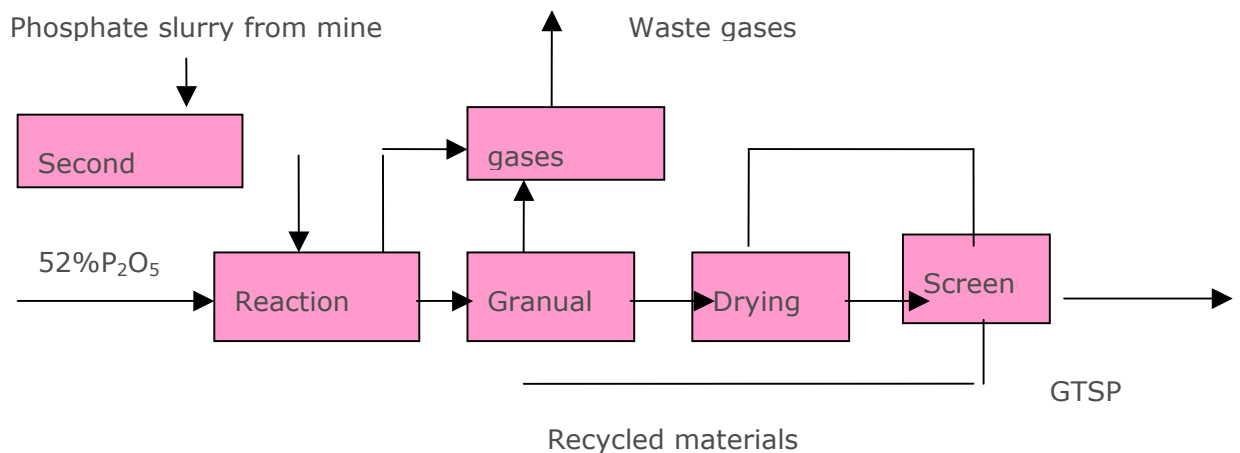 Phosphate slurry from mine
Waste gases
Second
gases
52%P₂O₅
Reaction
Granual
Drying
Screen
GTSP
Recycled materials